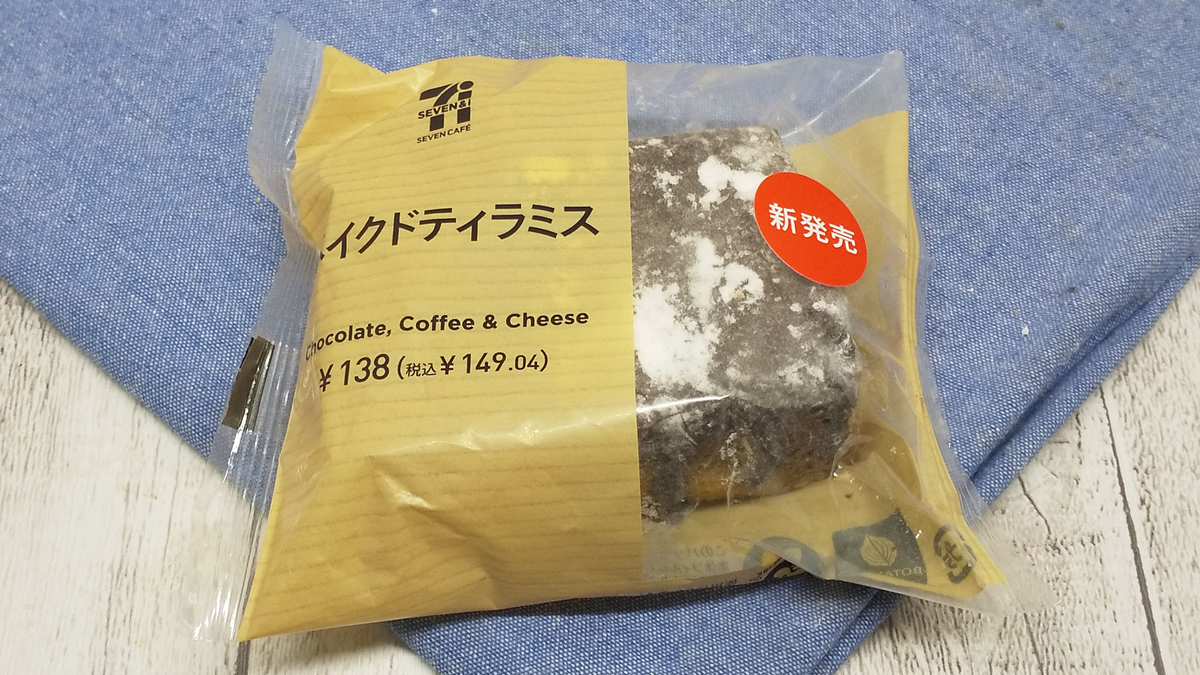 SEVEN&i
SEVEN CAFÉ
イクドティラミス
新発売
Chocolate, Coffee & Cheese
¥138(税込¥149.04)